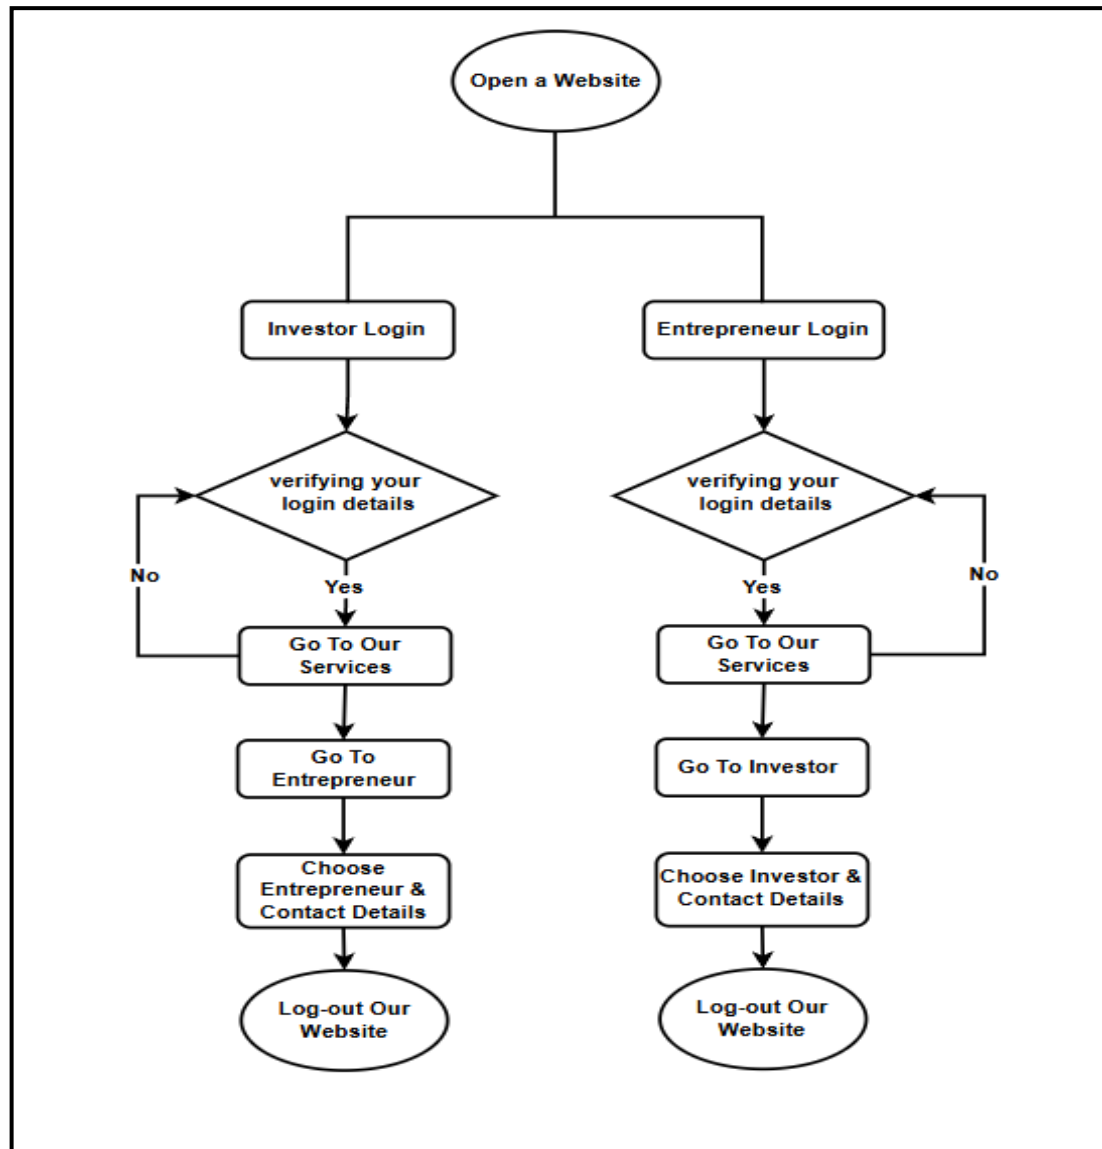 Open a Website
Investor Login
Entrepreneur Login
verifying your
login details
verifying your
login details
No
Yes
Yes
No
Go To Our
Services
Go To Our
Services
Go To
Entrepreneur
Go To Investor
Choose
Entrepreneur &
Contact Details
Choose Investor &
Contact Details
Log-out Our
Website
Log-out Our
Website